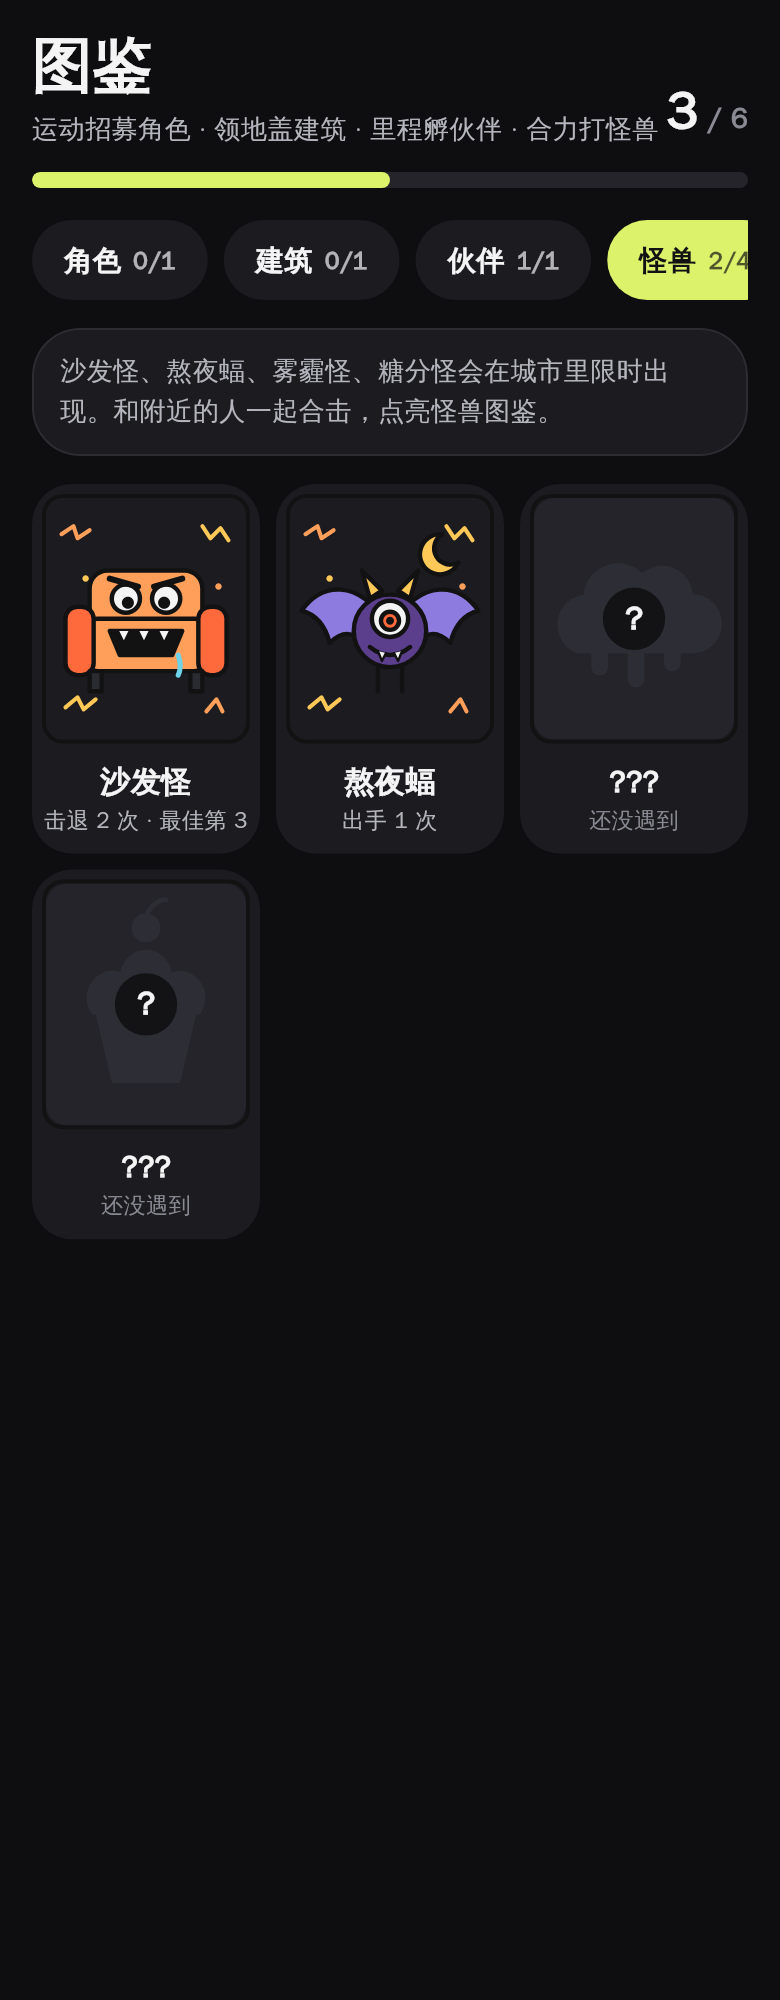 图鉴
运动招募角色 · 领地盖建筑 · 里程孵伙伴 · 合力打怪兽
3 / 6
角色 0/1
建筑 0/1
伙伴 1/1
怪兽 2/4
沙发怪、熬夜蝠、雾霾怪、糖分怪会在城市里限时出
现。和附近的人一起合击，点亮怪兽图鉴。
?
沙发怪
熬夜蝠
???
击退 2 次 · 最佳第 3
出手 1 次
还没遇到
?
???
还没遇到